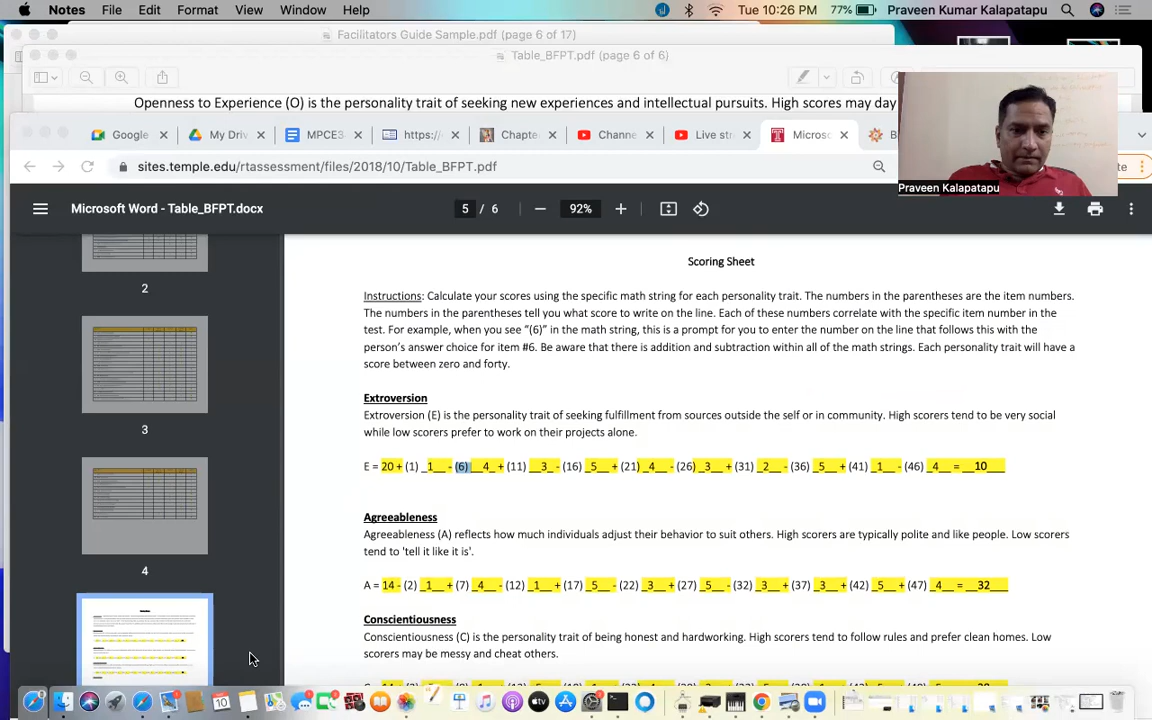 Notes File Edit Format View Window Help Tue 10:26 PM 77% Praveen Kumar Kalapatapu
Facilitators Guide Sample.pdf (page 6 of 17)
Table_BFPT.pdf (page 6 of 6)
Openness to Experience (O) is the personality trait of seeking new experiences and intellectual pursuits. High scores may day
Google My Driv MPCE3 https:/ Chapte Channe Live str Microso
Praveen Kalapatapu
sites.temple.edu/rtassessment/files/2018/10/Table_BFPT.pdf
Microsoft Word - Table_BFPT.docx 5 / 6 92%
2
3
4
Scoring Sheet
Instructions: Calculate your scores using the specific math string for each personality trait. The numbers in the parentheses are the item numbers.
The numbers in the parentheses tell you what score to write on the line. Each of these numbers correlate with the specific item number in the
test. For example, when you see “(6)” in the math string, this is a prompt for you to enter the number on the line that follows this with the
person’s answer choice for item #6. Be aware that there is addition and subtraction within all of the math strings. Each personality trait will have a
score between zero and forty.
Extroversion
Extroversion (E) is the personality trait of seeking fulfillment from sources outside the self or in community. High scorers tend to be very social
while low scorers prefer to work on their projects alone.
E = 20 + (1) _1__ - (6) __4_ + (11) __3_ - (16) _5__ + (21) _4__ - (26) _3__ + (31) _2__ - (36) _5__ + (41) _1__ - (46) _4__ = __10___
Agreeableness
Agreeableness (A) reflects how much individuals adjust their behavior to suit others. High scorers are typically polite and like people. Low scorers
tend to 'tell it like it is'.
A = 14 - (2) _1__ + (7) _4__ - (12) _1__ + (17) _5__ - (22) _3__ + (27) _5__ - (32) _3__ + (37) _3__ + (42) _5__ + (47) _4__ = __32___
Conscientiousness
Conscientiousness (C) is the personality trait of being honest and hardworking. High scorers tend to follow rules and prefer clean homes. Low
scorers may be messy and cheat others.